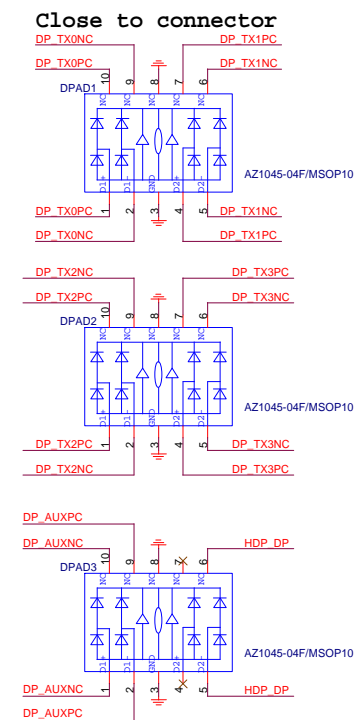 Close to connector
DP_TX0NC DP_TX1PC
DP_TX0PC DP_TX1NC
10 9 8 7 6
DPAD1
NC NC NC NC
AZ1045-04F/MSOP10
D1+ D1- GND D2+ D2-
1 2 3 4 5
DP_TX0PC DP_TX1NC
DP_TX0NC DP_TX1PC
DP_TX2NC DP_TX3PC
DP_TX2PC DP_TX3NC
10 9 8 7 6
DPAD2
NC NC NC NC
AZ1045-04F/MSOP10
D1+ D1- GND D2+ D2-
1 2 3 4 5
DP_TX2PC DP_TX3NC
DP_TX2NC DP_TX3PC
DP_AUXPC
DP_AUXNC HDP_DP
10 9 8 7 6
DPAD3
NC NC NC NC
AZ1045-04F/MSOP10
D1+ D1- GND D2+ D2-
1 2 3 4 5
DP_AUXNC HDP_DP
DP_AUXPC